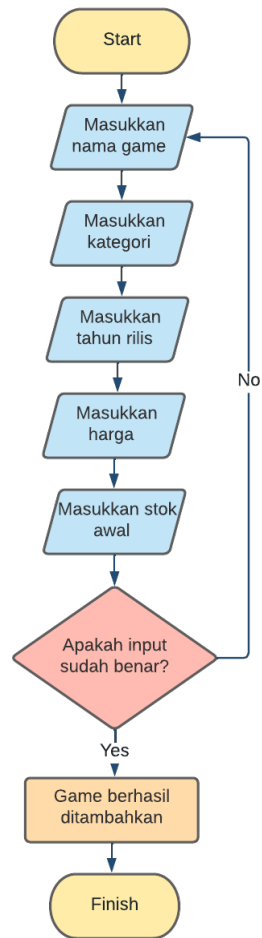 Start
Masukkan
nama game
Masukkan
kategori
Masukkan
tahun rilis
Masukkan
harga
Masukkan stok
awal
Apakah input
sudah benar?
No
Yes
Game berhasil
ditambahkan
Finish